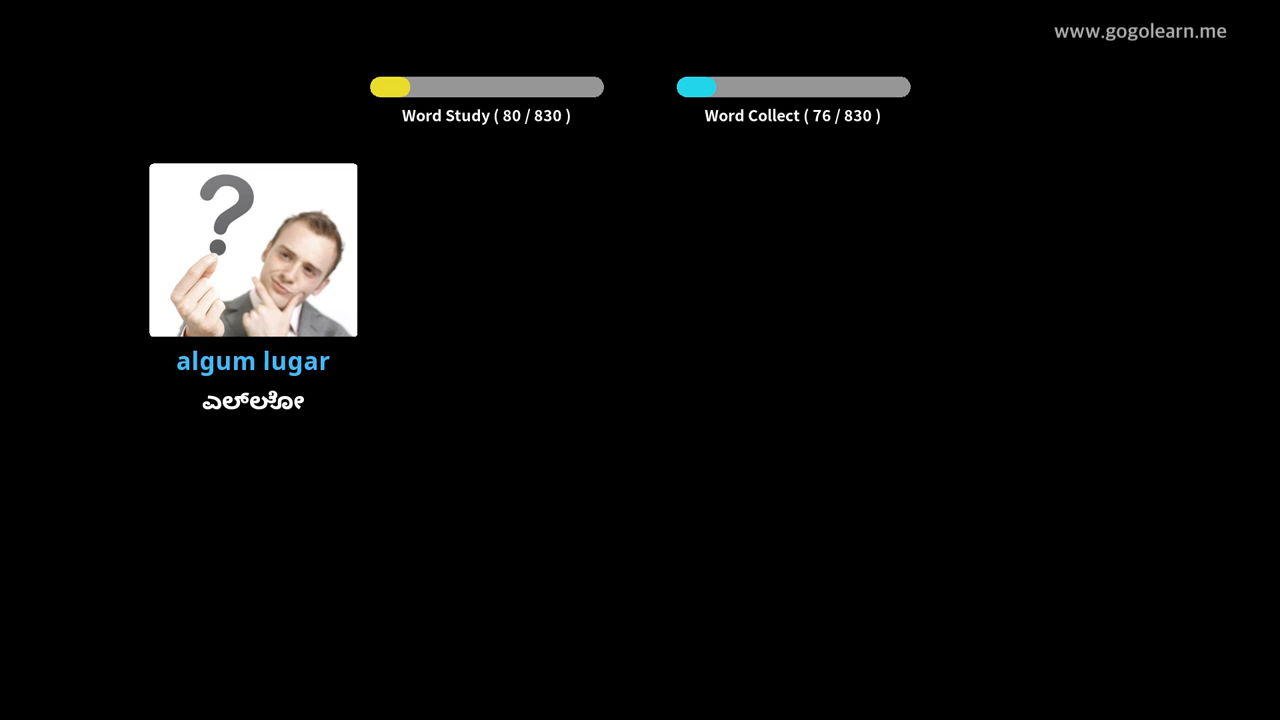 www.gogolearn.me
Word Study ( 80 / 830 )
Word Collect ( 76 / 830 )
algum lugar
ಎಲ್ಲೋ